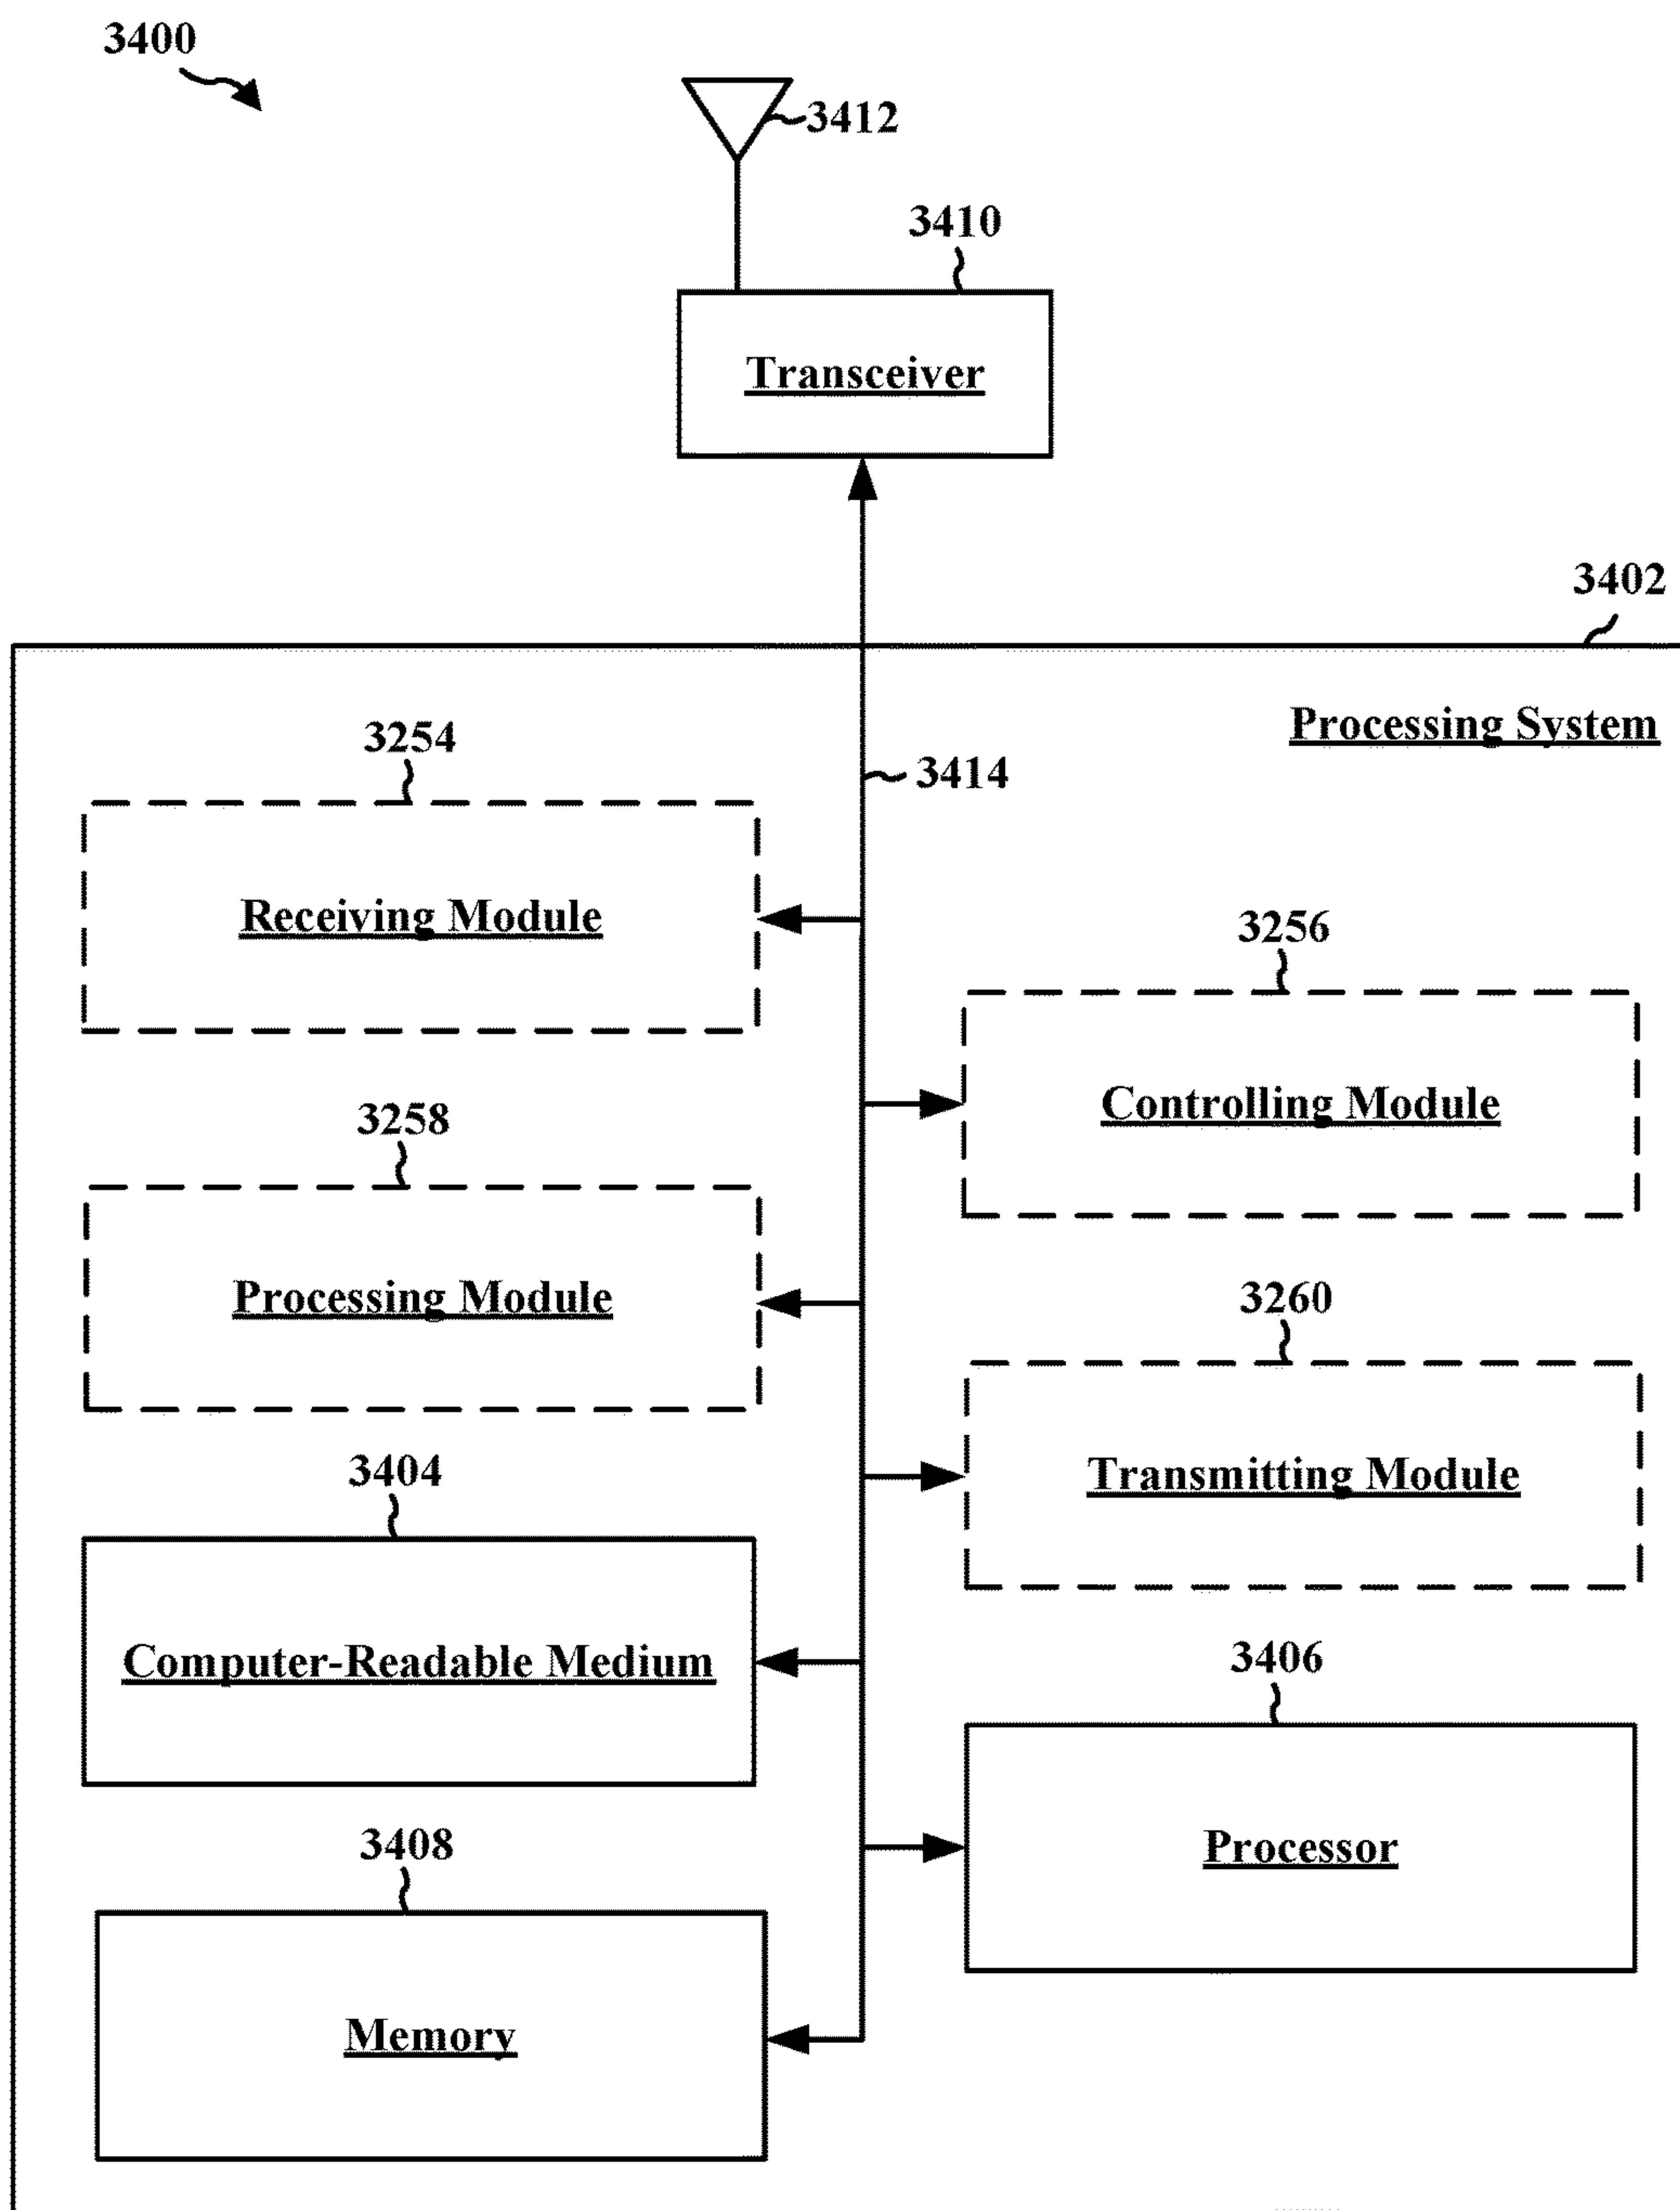 3400
3412
3410
Transceiver
3402
Processing System
3254
3414
Receiving Module
3256
Controlling Module
3258
Processing Module
3260
Transmitting Module
3404
Computer-Readable Medium
3406
Processor
3408
Memory